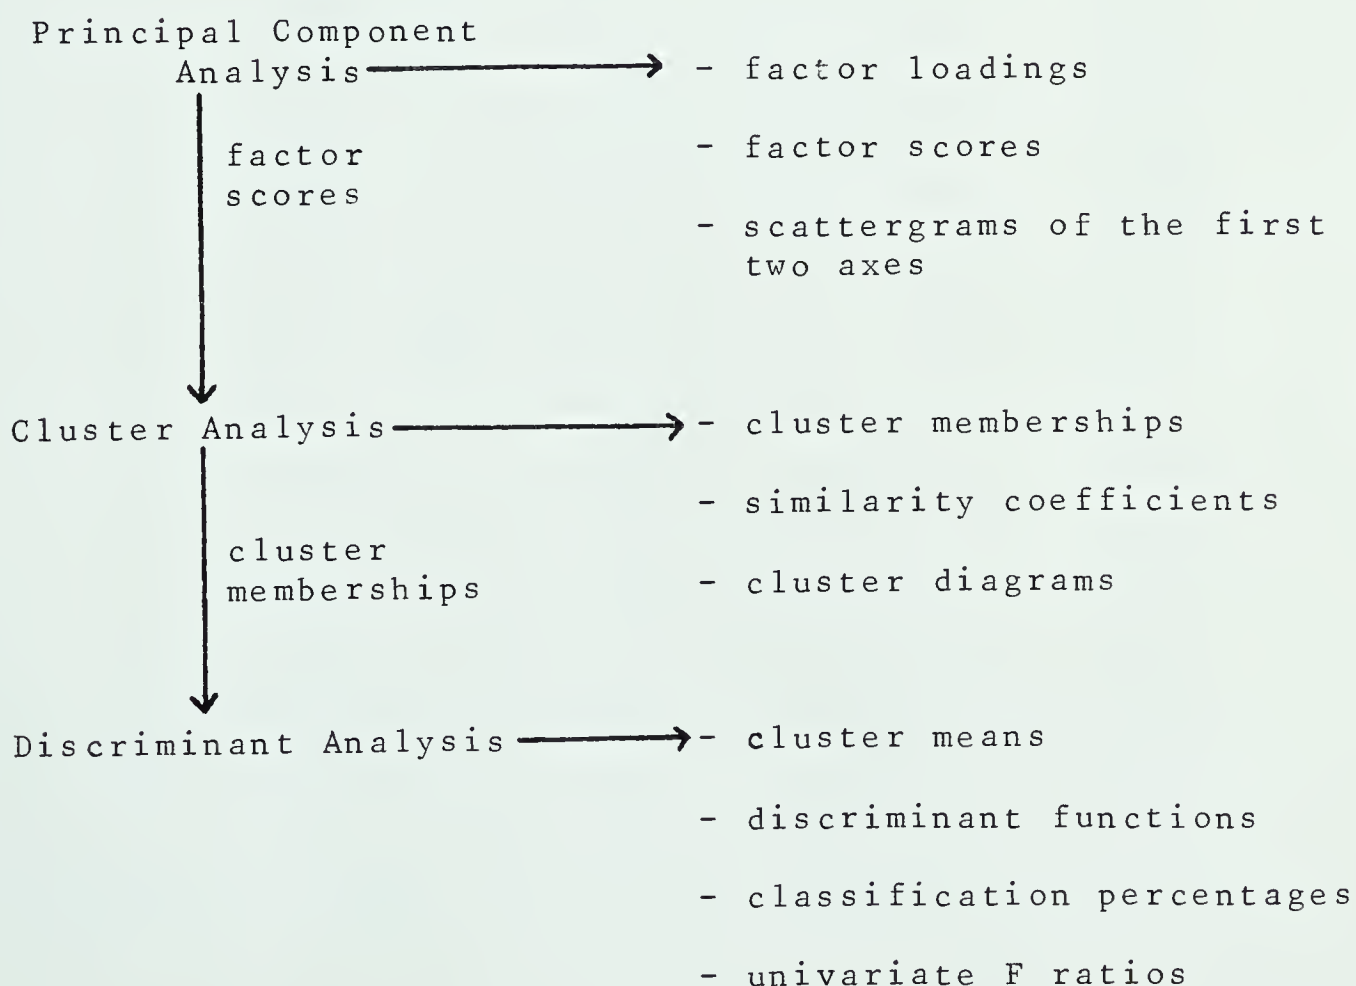 Principal Component
Analysis
- factor loadings
factor
scores
- factor scores
- scattergrams of the first
two axes
Cluster Analysis
- cluster memberships
- similarity coefficients
cluster
memberships
- cluster diagrams
Discriminant Analysis
- cluster means
- discriminant functions
- classification percentages
- univariate F ratios